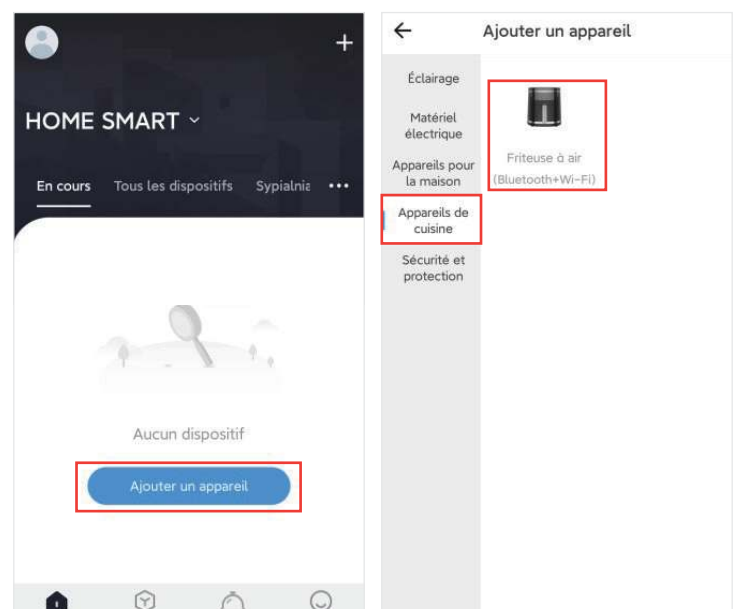 HOME SMART
En cours Tous les dispositifs Sypialnia
Aucun dispositif
Ajouter un appareil
Ajouter un appareil
Éclairage
Matériel
électrique
Appareils pour
la maison
Appareils de
cuisine
Sécurité et
protection
Friteuse à air
(Bluetooth+Wi-Fi)